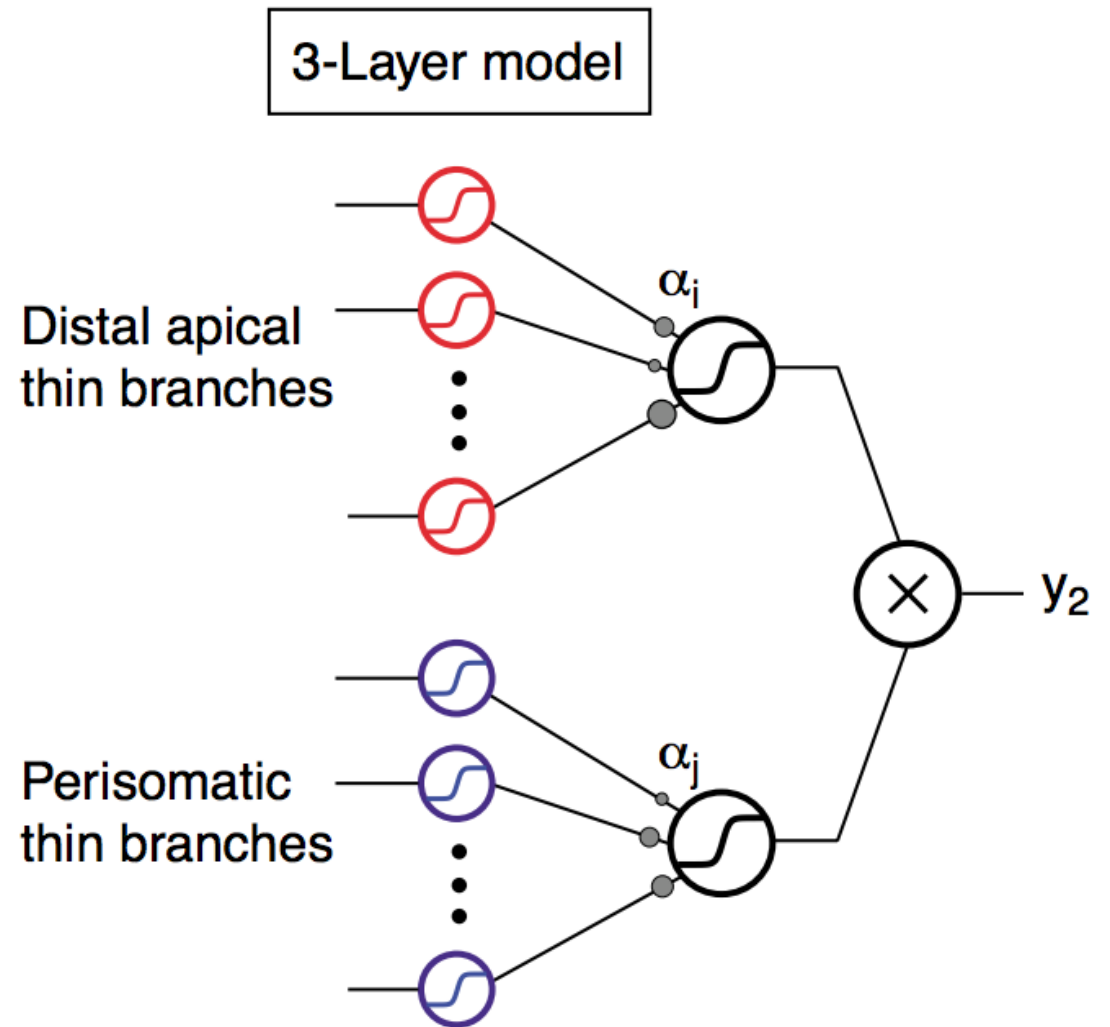 3-Layer model
αi
Distal apical
thin branches
× y2
αj
Perisomatic
thin branches